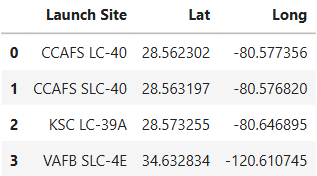 Launch Site Lat Long
0 CCAFS LC-40 28.562302 -80.577356
1 CCAFS SLC-40 28.563197 -80.576820
2 KSC LC-39A 28.573255 -80.646895
3 VAFB SLC-4E 34.632834 -120.610745